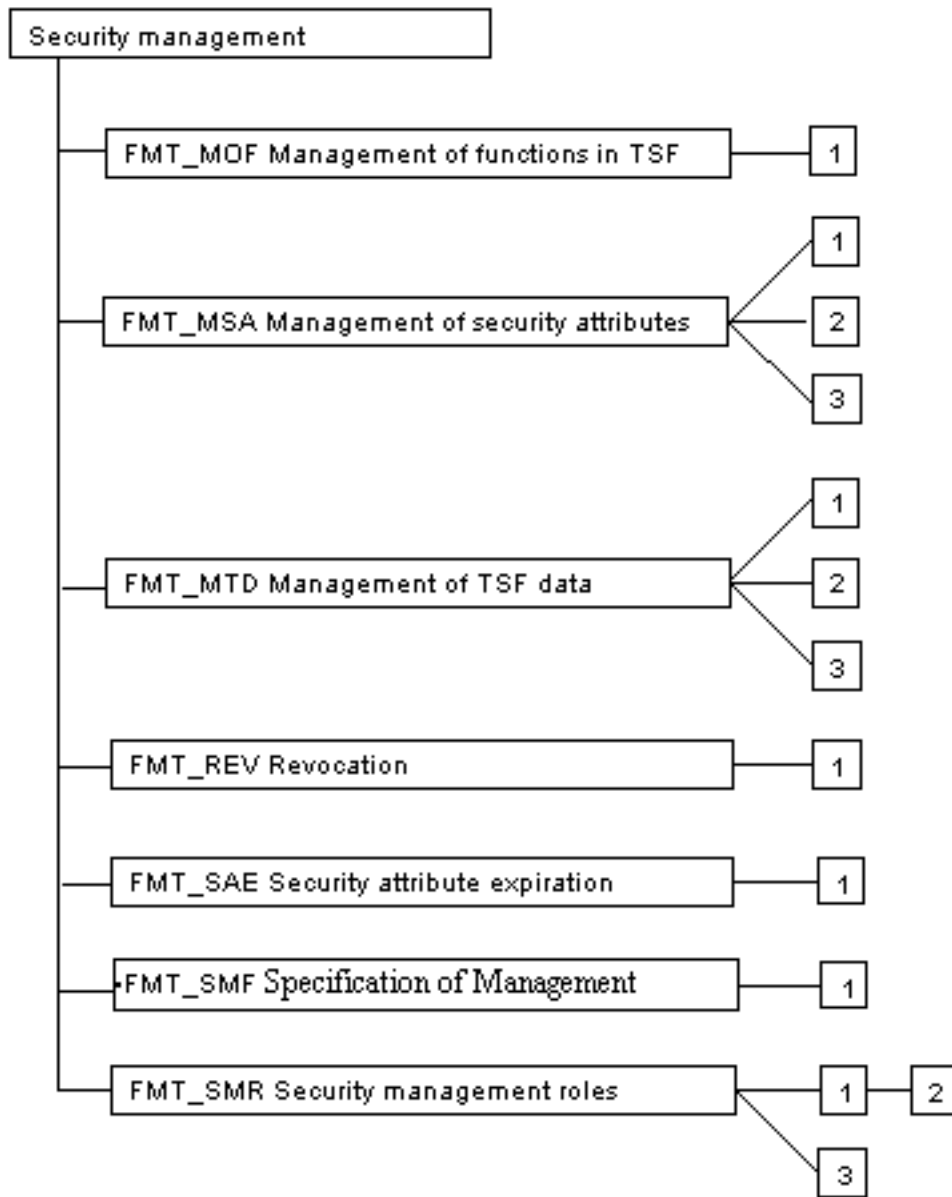 Security management
FMT_MOF Management of functions in TSF 1
1
FMT_MSA Management of security attributes 2
3
1
FMT_MTD Management of TSF data 2
3
FMT_REV Revocation 1
FMT_SAE Security attribute expiration 1
FMT_SMF Specification of Management 1
FMT_SMR Security management roles 1 2
3